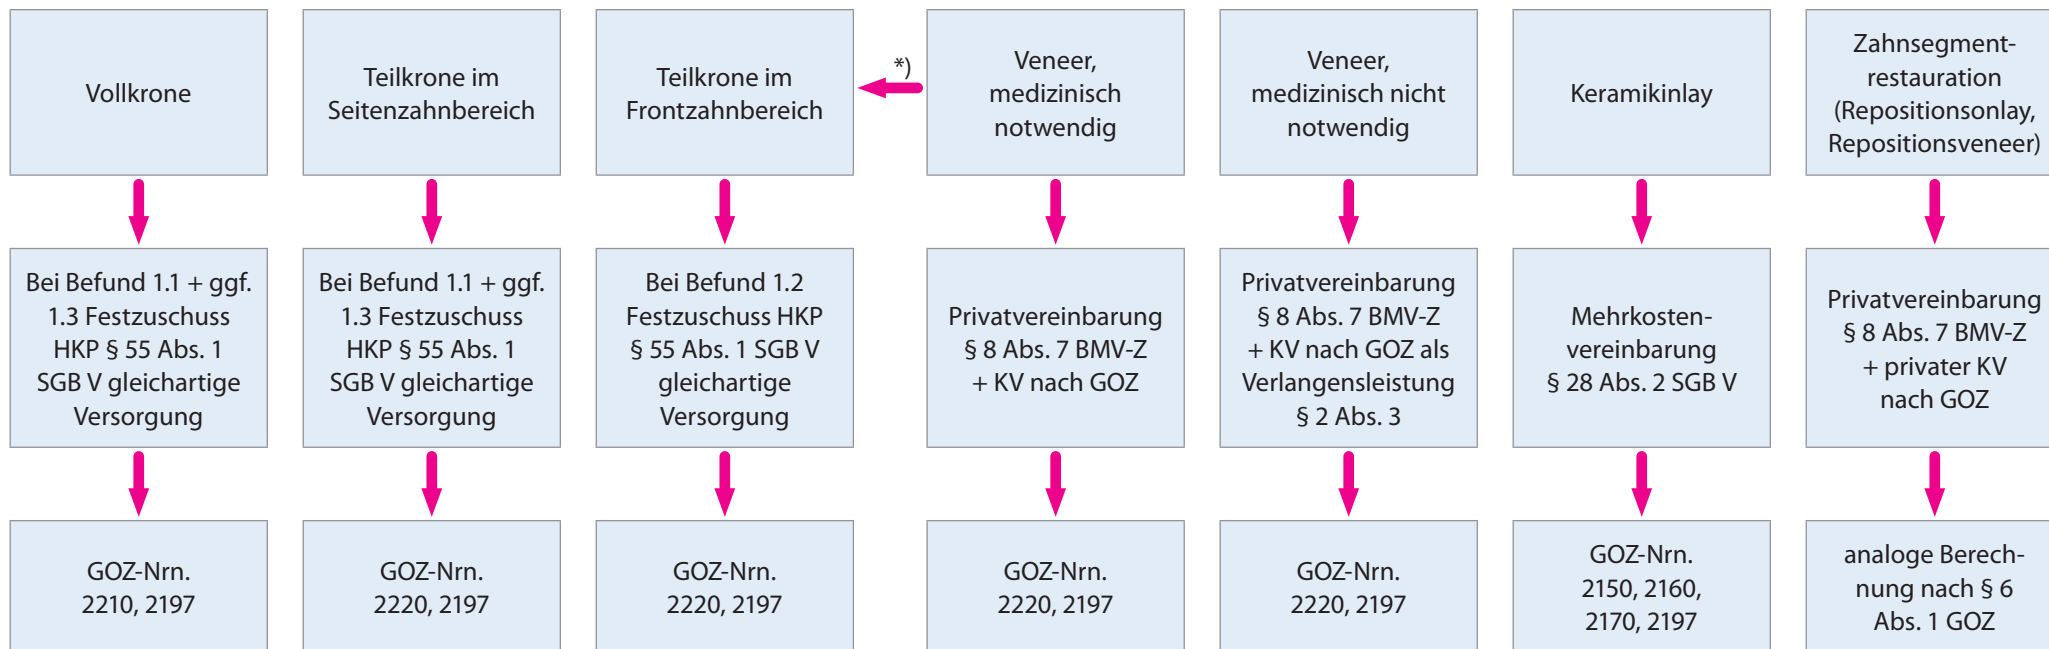 Vollkrone
Teilkrone im
Seitenzahnbereich
Teilkrone im
Frontzahnbereich
*)
Veneer,
medizinisch
notwendig
Veneer,
medizinisch nicht
notwendig
Keramikinlay
Zahnsegment-
restauration
(Repositionsonlay,
Repositionsveneer)
Bei Befund 1.1 + ggf.
1.3 Festzuschuss
HKP § 55 Abs. 1
SGB V gleichartige
Versorgung
Bei Befund 1.1 + ggf.
1.3 Festzuschuss
HKP § 55 Abs. 1
SGB V gleichartige
Versorgung
Bei Befund 1.2
Festzuschuss HKP
§ 55 Abs. 1 SGB V
gleichartige
Versorgung
Privatvereinbarung
§ 8 Abs. 7 BMV-Z
+ KV nach GOZ
Privatvereinbarung
§ 8 Abs. 7 BMV-Z
+ KV nach GOZ als
Verlangensleistung
§ 2 Abs. 3
Mehrkosten-
vereinbarung
§ 28 Abs. 2 SGB V
Privatvereinbarung
§ 8 Abs. 7 BMV-Z
+ privater KV
nach GOZ
GOZ-Nrn.
2210, 2197
GOZ-Nrn.
2220, 2197
GOZ-Nrn.
2220, 2197
GOZ-Nrn.
2220, 2197
GOZ-Nrn.
2220, 2197
GOZ-Nrn.
2150, 2160,
2170, 2197
analoge Berech-
nung nach § 6
Abs. 1 GOZ